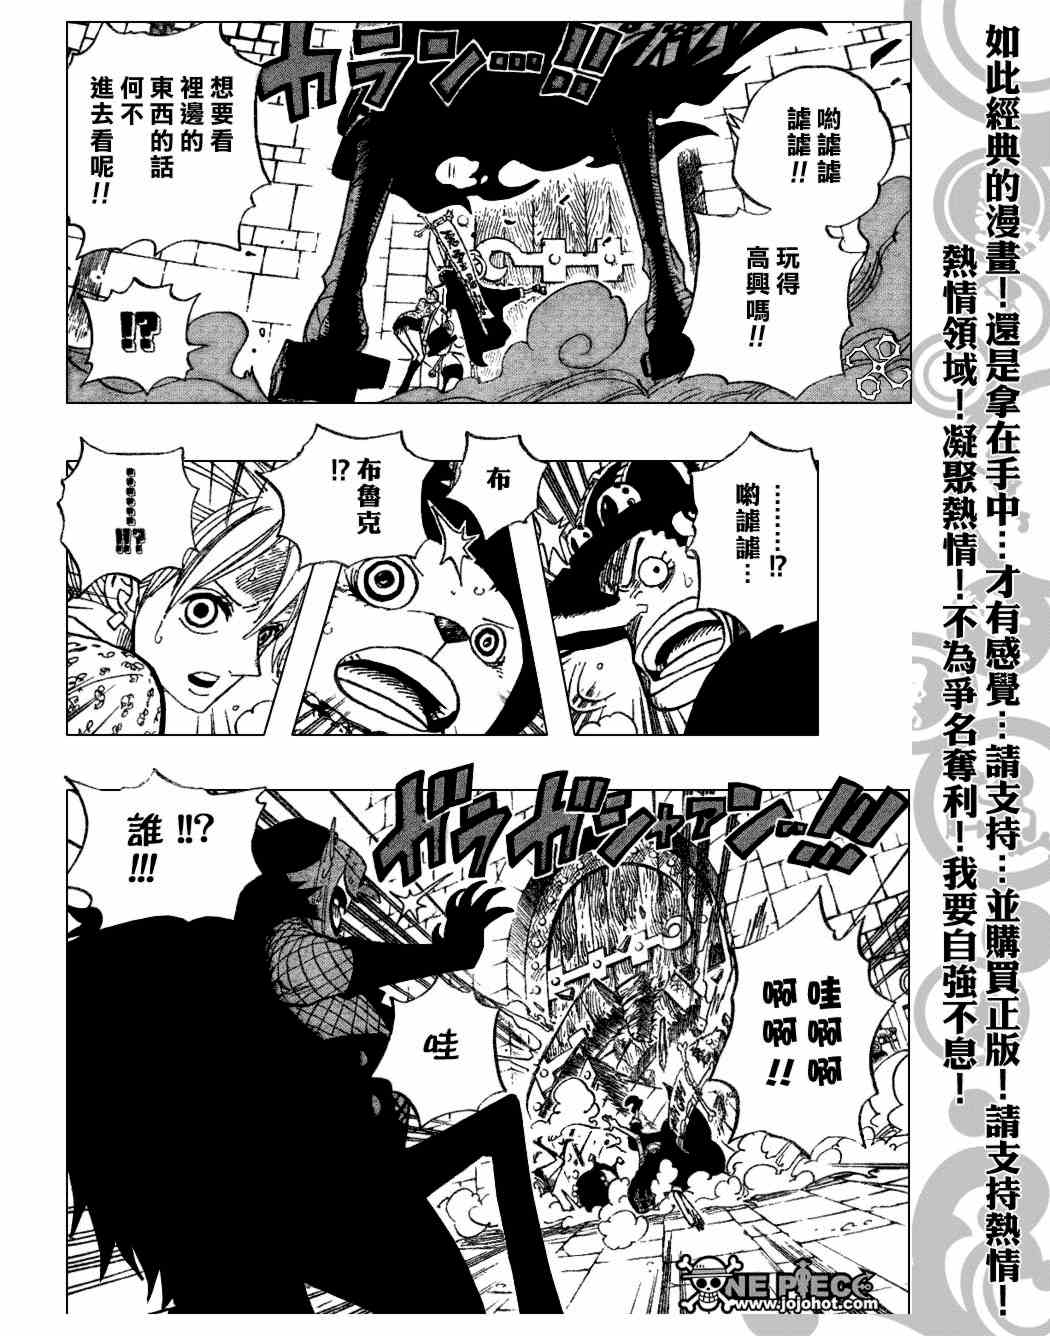 如此經典的漫畫！還是拿在手中…才有感覺…請支持…並購買正版！請支持熱情！
熱情領域！凝聚熱情！不為爭名奪利！我要自強不息！
ガラン…!!
喲謔謔
謔謔!!
玩得
高興嗎!!
想要看
裡邊的
東西的話
何不
進去看呢!!
!?
………!?
喲謔謔…
布
布魯克
!?
……!!?
ガラガシャアン…!!!
哇啊啊
啊啊!!
哇
!!?
誰!!!
ONE PIECE
www.jojohot.com